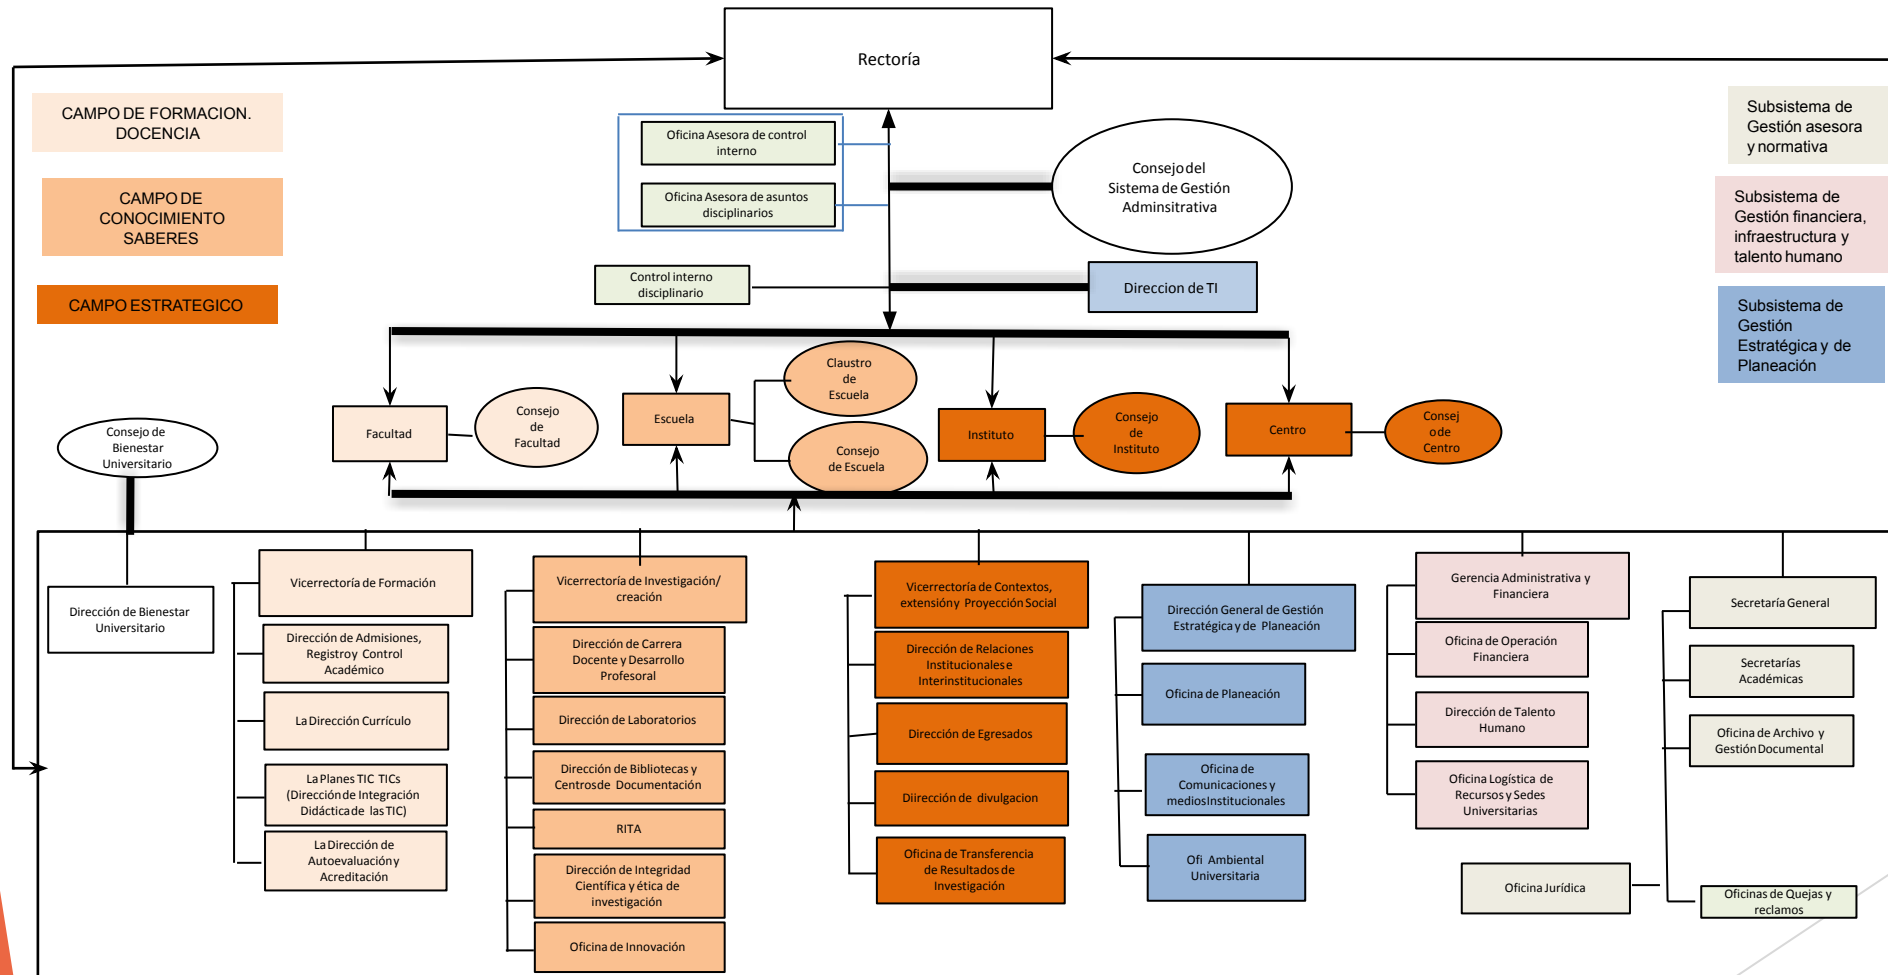 Rectoría
CAMPO DE FORMACION.
DOCENCIA
CAMPO DE
CONOCIMIENTO
SABERES
CAMPO ESTRATEGICO
Oficina Asesora de control
interno
Oficina Asesora de asuntos
disciplinarios
Consejo del
Sistema de Gestión
Adminsitrativa
Control interno
disciplinario
Direccion de TI
Subsistema de
Gestión asesora
y normativa
Subsistema de
Gestión financiera,
infraestructura y
talento humano
Subsistema de
Gestión
Estratégica y de
Planeación
Facultad
Consejo
de
Facultad
Escuela
Claustro
de
Escuela
Consejo
de Escuela
Instituto
Consejo
de
Instituto
Centro
Consej
o de
Centro
Consejo de
Bienestar
Universitario
Dirección de Bienestar
Universitario
Vicerrectoría de Formación
Dirección de Admisiones,
Registro y Control
Académico
La Dirección Currículo
La Planes TIC TICs
(Dirección de Integración
Didáctica de las TIC)
La Dirección de
Autoevaluación y
Acreditación
Vicerrectoría de Investigación/
creación
Dirección de Carrera
Docente y Desarrollo
Profesoral
Dirección de Laboratorios
Dirección de Bibliotecas y
Centros de Documentación
RITA
Dirección de Integridad
Científica y ética de
investigación
Oficina de Innovación
Vicerrectoría de Contextos,
extensión y Proyección Social
Dirección de Relaciones
Institucionales e
Interinstitucionales
Dirección de Egresados
Diirección de divulgacion
Oficina de Transferencia
de Resultados de
Investigación
Dirección General de Gestión
Estratégica y de Planeación
Oficina de Planeación
Oficina de
Comunicaciones y
medios Institucionales
Ofi Ambiental
Universitaria
Gerencia Administrativa y
Financiera
Oficina de Operación
Financiera
Dirección de Talento
Humano
Oficina Logística de
Recursos y Sedes
Universitarias
Secretaría General
Secretarías
Académicas
Oficina de Archivo y
Gestión Documental
Oficina Jurídica
Oficinas de Quejas y
reclamos